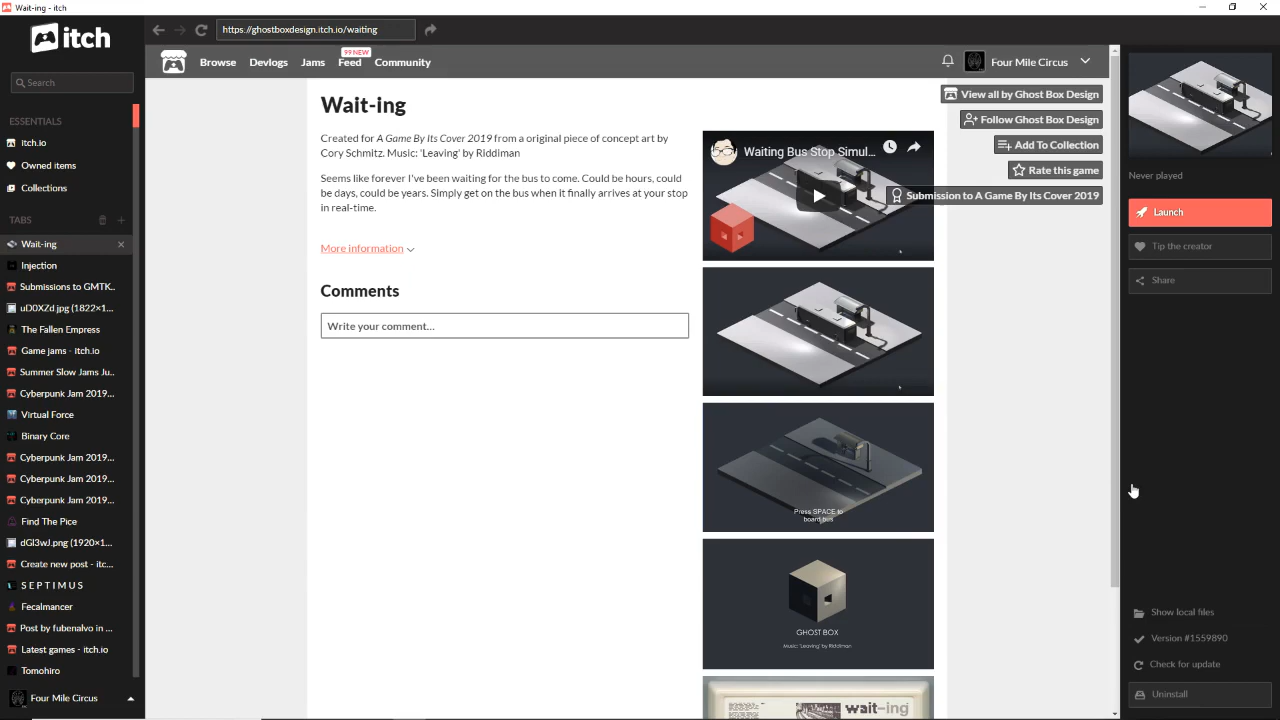 Wait-ing - itch
itch
https://ghostboxdesign.itch.io/waiting
Search
ESSENTIALS
itch.io
Owned items
Collections
TABS
Wait-ing
Injection
Submissions to GMTK..
uD0XZd.jpg (1822×1...
The Fallen Empress
Game jams - itch.io
Summer Slow Jams Ju..
Cyberpunk Jam 2019...
Virtual Force
Binary Core
Cyberpunk Jam 2019...
Cyberpunk Jam 2019...
Cyberpunk Jam 2019...
Find The Pice
dGl3wJ.png (1920×1...
Create new post - itc...
S E P T I M U S
Fecalmancer
Post by fubenalvo in ...
Latest games - itch.io
Tomohiro
Four Mile Circus
Browse
Devlogs
Jams
99 NEW
Feed
Community
Four Mile Circus
View all by Ghost Box Design
Follow Ghost Box Design
Add To Collection
Rate this game
Submission to A Game By Its Cover 2019
Wait-ing
Created for A Game By Its Cover 2019 from a original piece of concept art by
Cory Schmitz. Music: 'Leaving' by Riddiman
Seems like forever I've been waiting for the bus to come. Could be hours, could
be days, could be years. Simply get on the bus when it finally arrives at your stop
in real-time.
More information
Comments
Write your comment...
Waiting Bus Stop Simul...
Press SPACE to
board bus
GHOST BOX
Music: 'Leaving' by Riddiman
wait-ing
Never played
Launch
Tip the creator
Share
Show local files
Version #1559890
Check for update
Uninstall